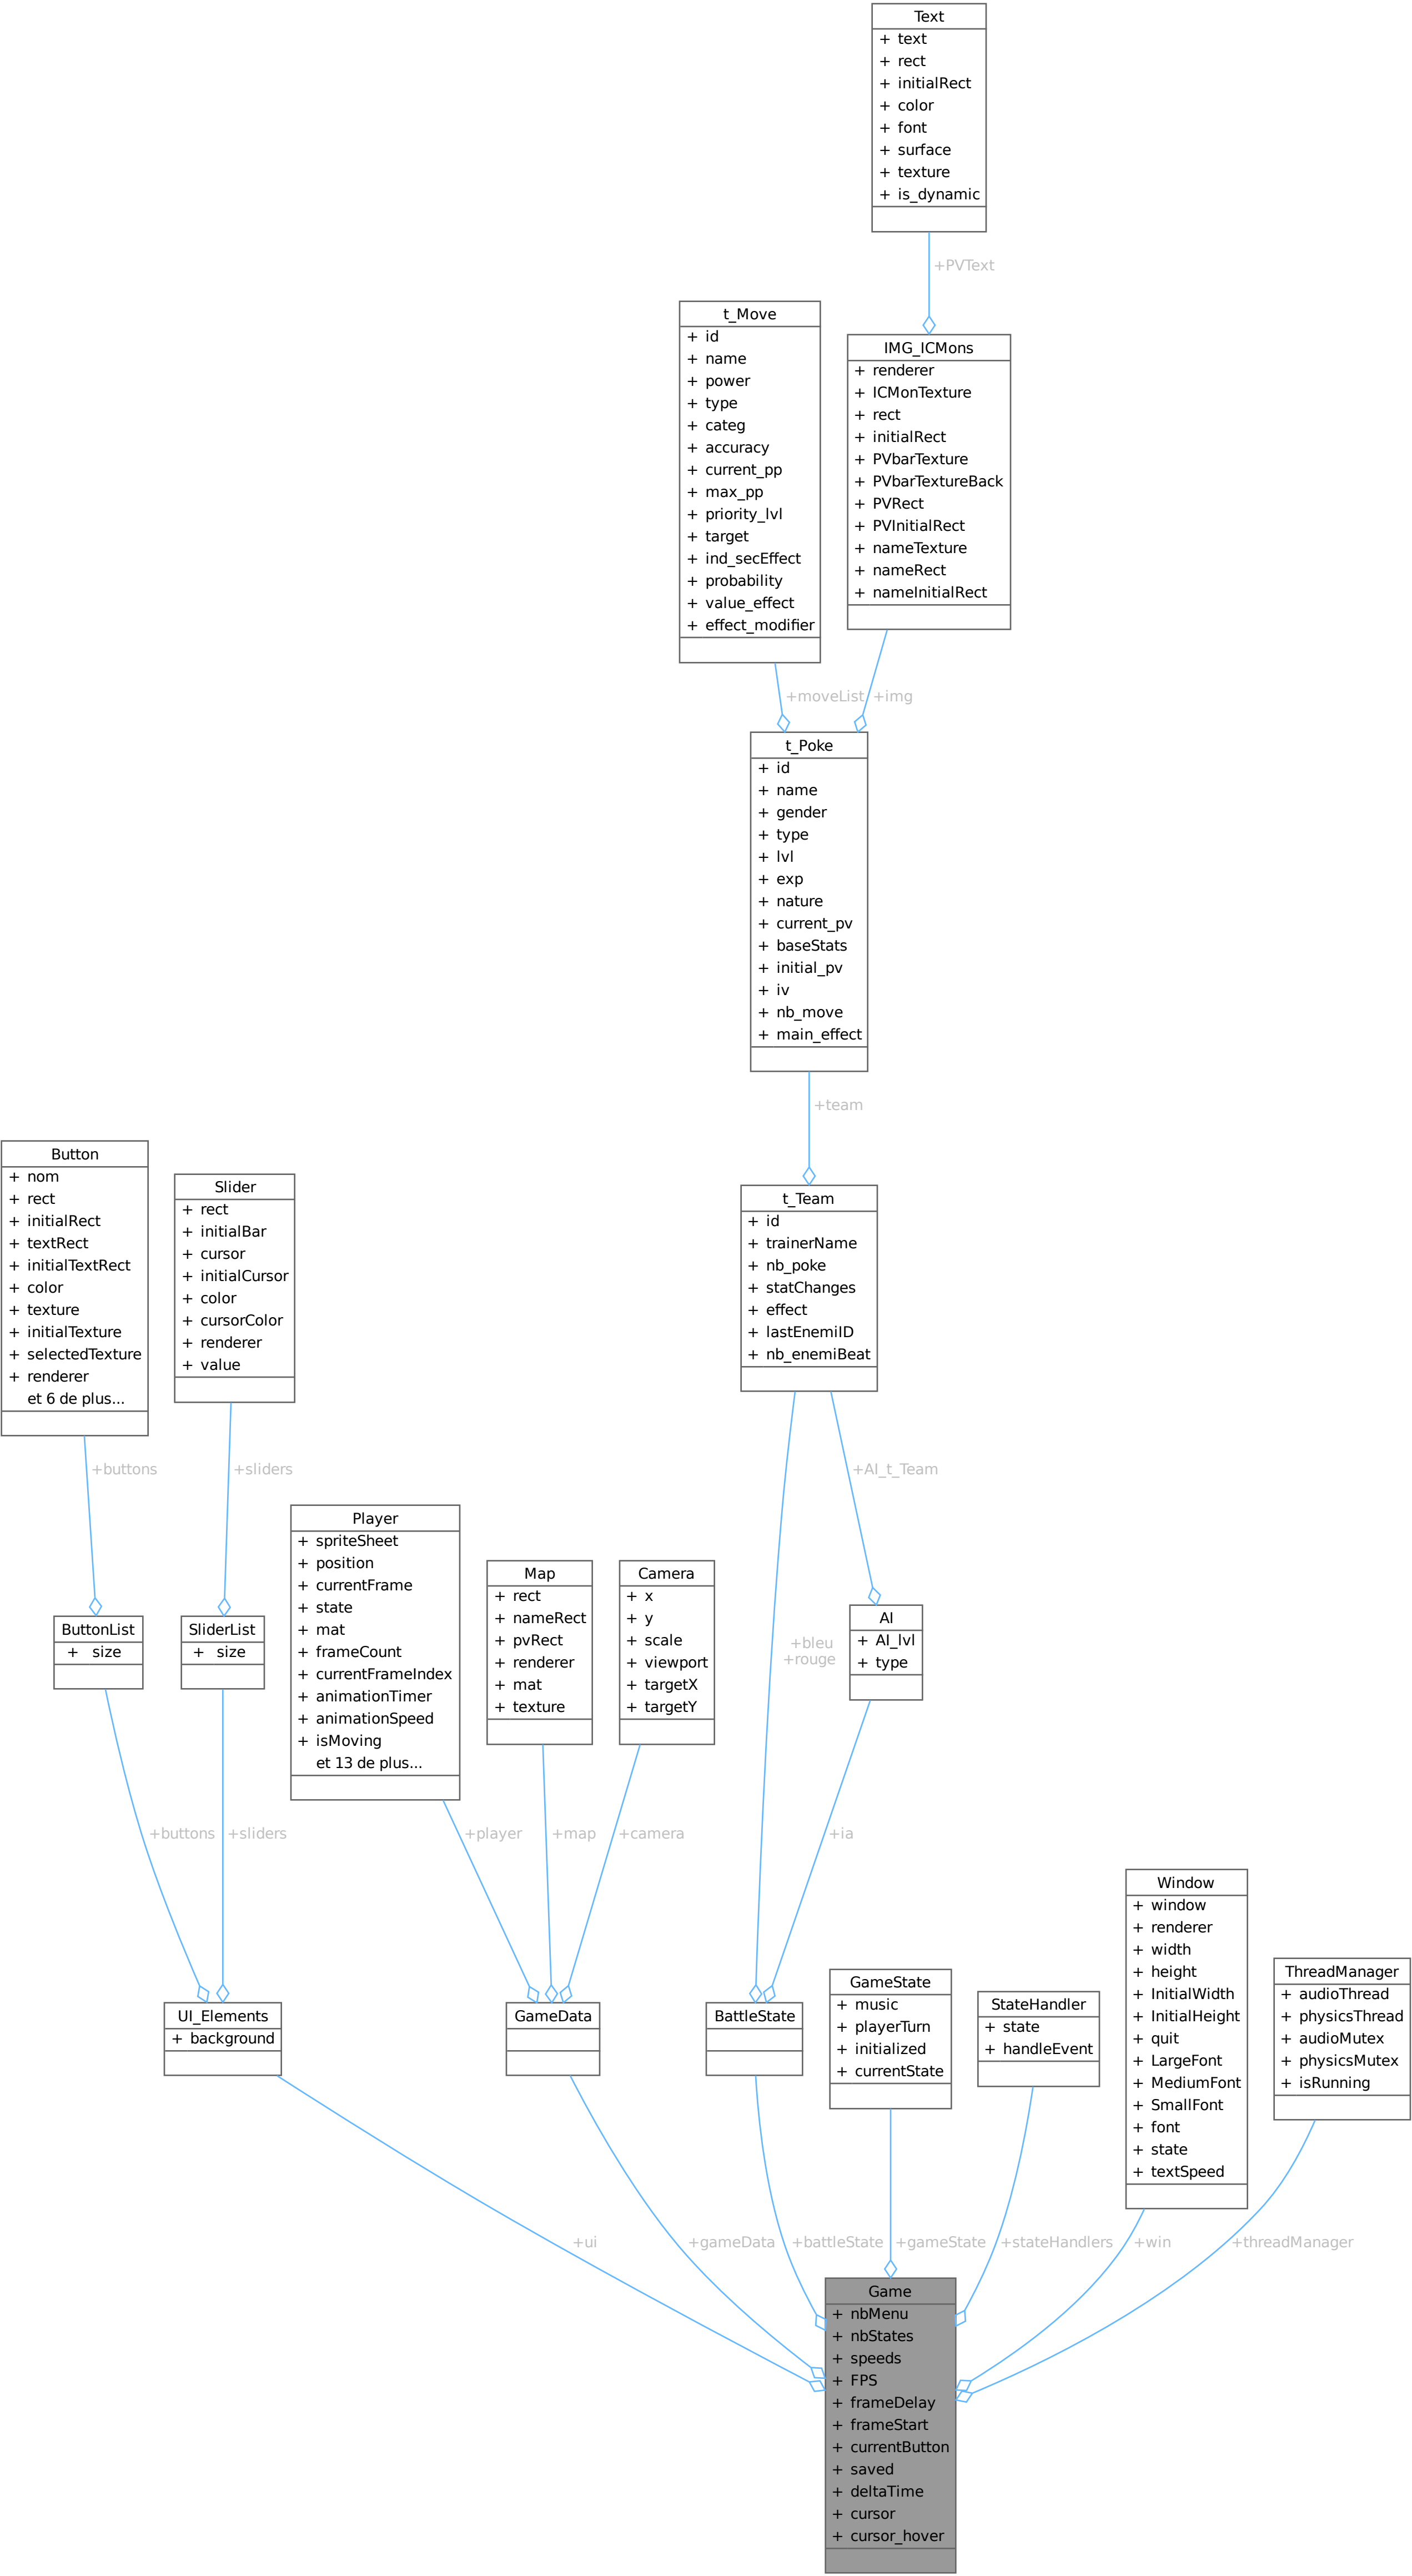 Text
+ text
+ rect
+ initialRect
+ color
+ font
+ surface
+ texture
+ is_dynamic
+PVText
t_Move
+ id
+ name
+ power
+ type
+ categ
+ accuracy
+ current_pp
+ max_pp
+ priority_lvl
+ target
+ ind_secEffect
+ probability
+ value_effect
+ effect_modifier
IMG_ICMons
+ renderer
+ ICMonTexture
+ rect
+ initialRect
+ PVbarTexture
+ PVbarTextureBack
+ PVRect
+ PVInitialRect
+ nameTexture
+ nameRect
+ nameInitialRect
+moveList
+img
t_Poke
+ id
+ name
+ gender
+ type
+ lvl
+ exp
+ nature
+ current_pv
+ baseStats
+ initial_pv
+ iv
+ nb_move
+ main_effect
+team
Button
+ nom
+ rect
+ initialRect
+ textRect
+ initialTextRect
+ color
+ texture
+ initialTexture
+ selectedTexture
+ renderer
et 6 de plus...
Slider
+ rect
+ initialBar
+ cursor
+ initialCursor
+ color
+ cursorColor
+ renderer
+ value
t_Team
+ id
+ trainerName
+ nb_poke
+ statChanges
+ effect
+ lastEnemiID
+ nb_enemiBeat
+buttons
+sliders
+AI_t_Team
Player
+ spriteSheet
+ position
+ currentFrame
+ state
+ mat
+ frameCount
+ currentFrameIndex
+ animationTimer
+ animationSpeed
+ isMoving
et 13 de plus...
Map
+ rect
+ nameRect
+ pvRect
+ renderer
+ mat
+ texture
Camera
+ x
+ y
+ scale
+ viewport
+ targetX
+ targetY
ButtonList
+ size
SliderList
+ size
+bleu
+rouge
AI
+ AI_lvl
+ type
+buttons
+sliders
+player
+map
+camera
+ia
Window
+ window
+ renderer
+ width
+ height
+ InitialWidth
+ InitialHeight
+ quit
+ LargeFont
+ MediumFont
+ SmallFont
+ font
+ state
+ textSpeed
ThreadManager
+ audioThread
+ physicsThread
+ audioMutex
+ physicsMutex
+ isRunning
GameState
+ music
+ playerTurn
+ initialized
+ currentState
StateHandler
+ state
+ handleEvent
UI_Elements
+ background
GameData
BattleState
+ui
+gameData
+battleState
+gameState
+stateHandlers
+win
+threadManager
Game
+ nbMenu
+ nbStates
+ speeds
+ FPS
+ frameDelay
+ frameStart
+ currentButton
+ saved
+ deltaTime
+ cursor
+ cursor_hover